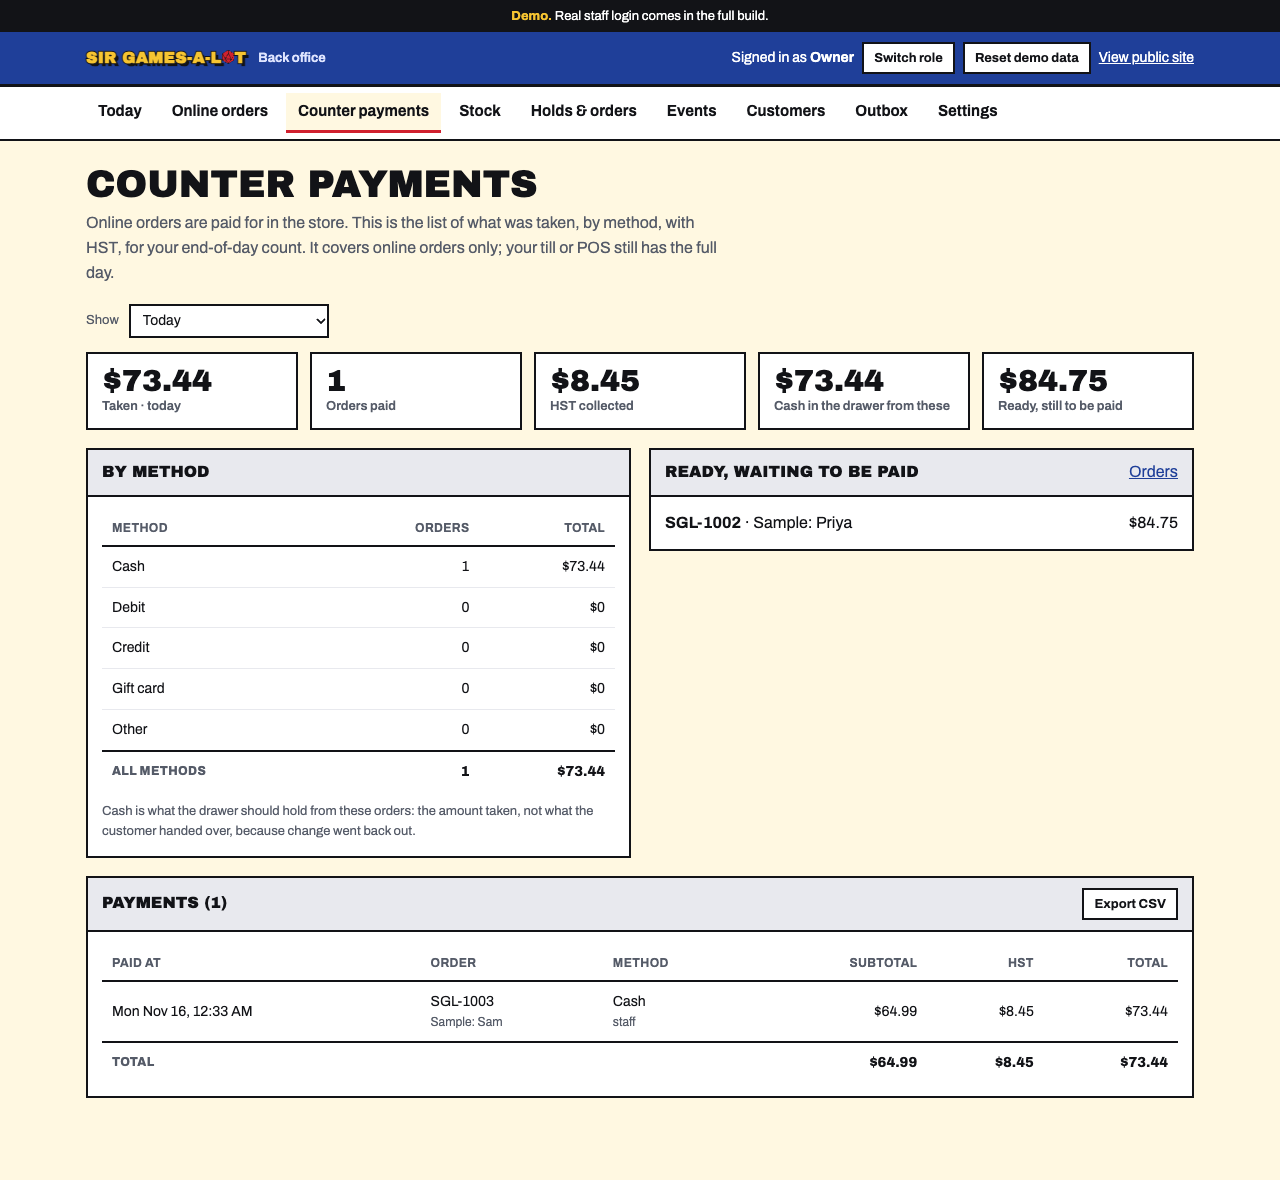 Demo. Real staff login comes in the full build.
SIR GAMES-A-LOT Back office Signed in as Owner Switch role Reset demo data View public site
Today Online orders Counter payments Stock Holds & orders Events Customers Outbox Settings
COUNTER PAYMENTS
Online orders are paid for in the store. This is the list of what was taken, by method, with
HST, for your end-of-day count. It covers online orders only; your till or POS still has the full
day.
Show Today
$73.44 1 $8.45 $73.44 $84.75
Taken · today Orders paid HST collected Cash in the drawer from these Ready, still to be paid
BY METHOD
METHOD ORDERS TOTAL
Cash 1 $73.44
Debit 0 $0
Credit 0 $0
Gift card 0 $0
Other 0 $0
ALL METHODS 1 $73.44
Cash is what the drawer should hold from these orders: the amount taken, not what the
customer handed over, because change went back out.
READY, WAITING TO BE PAID Orders
SGL-1002 · Sample: Priya $84.75
PAYMENTS (1) Export CSV
PAID AT ORDER METHOD SUBTOTAL HST TOTAL
Mon Nov 16, 12:33 AM SGL-1003 Cash $64.99 $8.45 $73.44
Sample: Sam staff
TOTAL $64.99 $8.45 $73.44